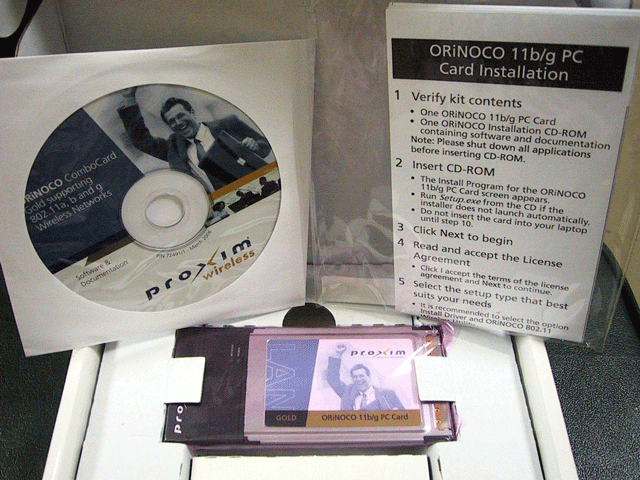 ORiNOCO ComboCard
Gold supporting
802.11a, b and g
Wireless Networks
Software &
Documentation
proxim
wireless
ORiNOCO 11b/g PC
Card Installation
1 Verify kit contents
• One ORiNOCO 11b/g PC Card
• One ORiNOCO Installation CD-ROM
containing software and documentation
Note: Please shut down all applications
before inserting CD-ROM.
2 Insert CD-ROM
• The Install Program for the ORiNOCO
11b/g PC Card screen appears.
• Run Setup.exe from the CD if the
installer does not launch automatically.
• Do not insert the card into your laptop
until step 10.
3 Click Next to begin
4 Read and accept the License
Agreement
• Click I accept the terms of the license
agreement and Next to continue.
5 Select the setup type that best
suits your needs
• It is recommended to select the option
Install Driver and ORiNOCO 802.11
pro
LAN
proxim
GOLD
ORiNOCO 11b/g PC Card